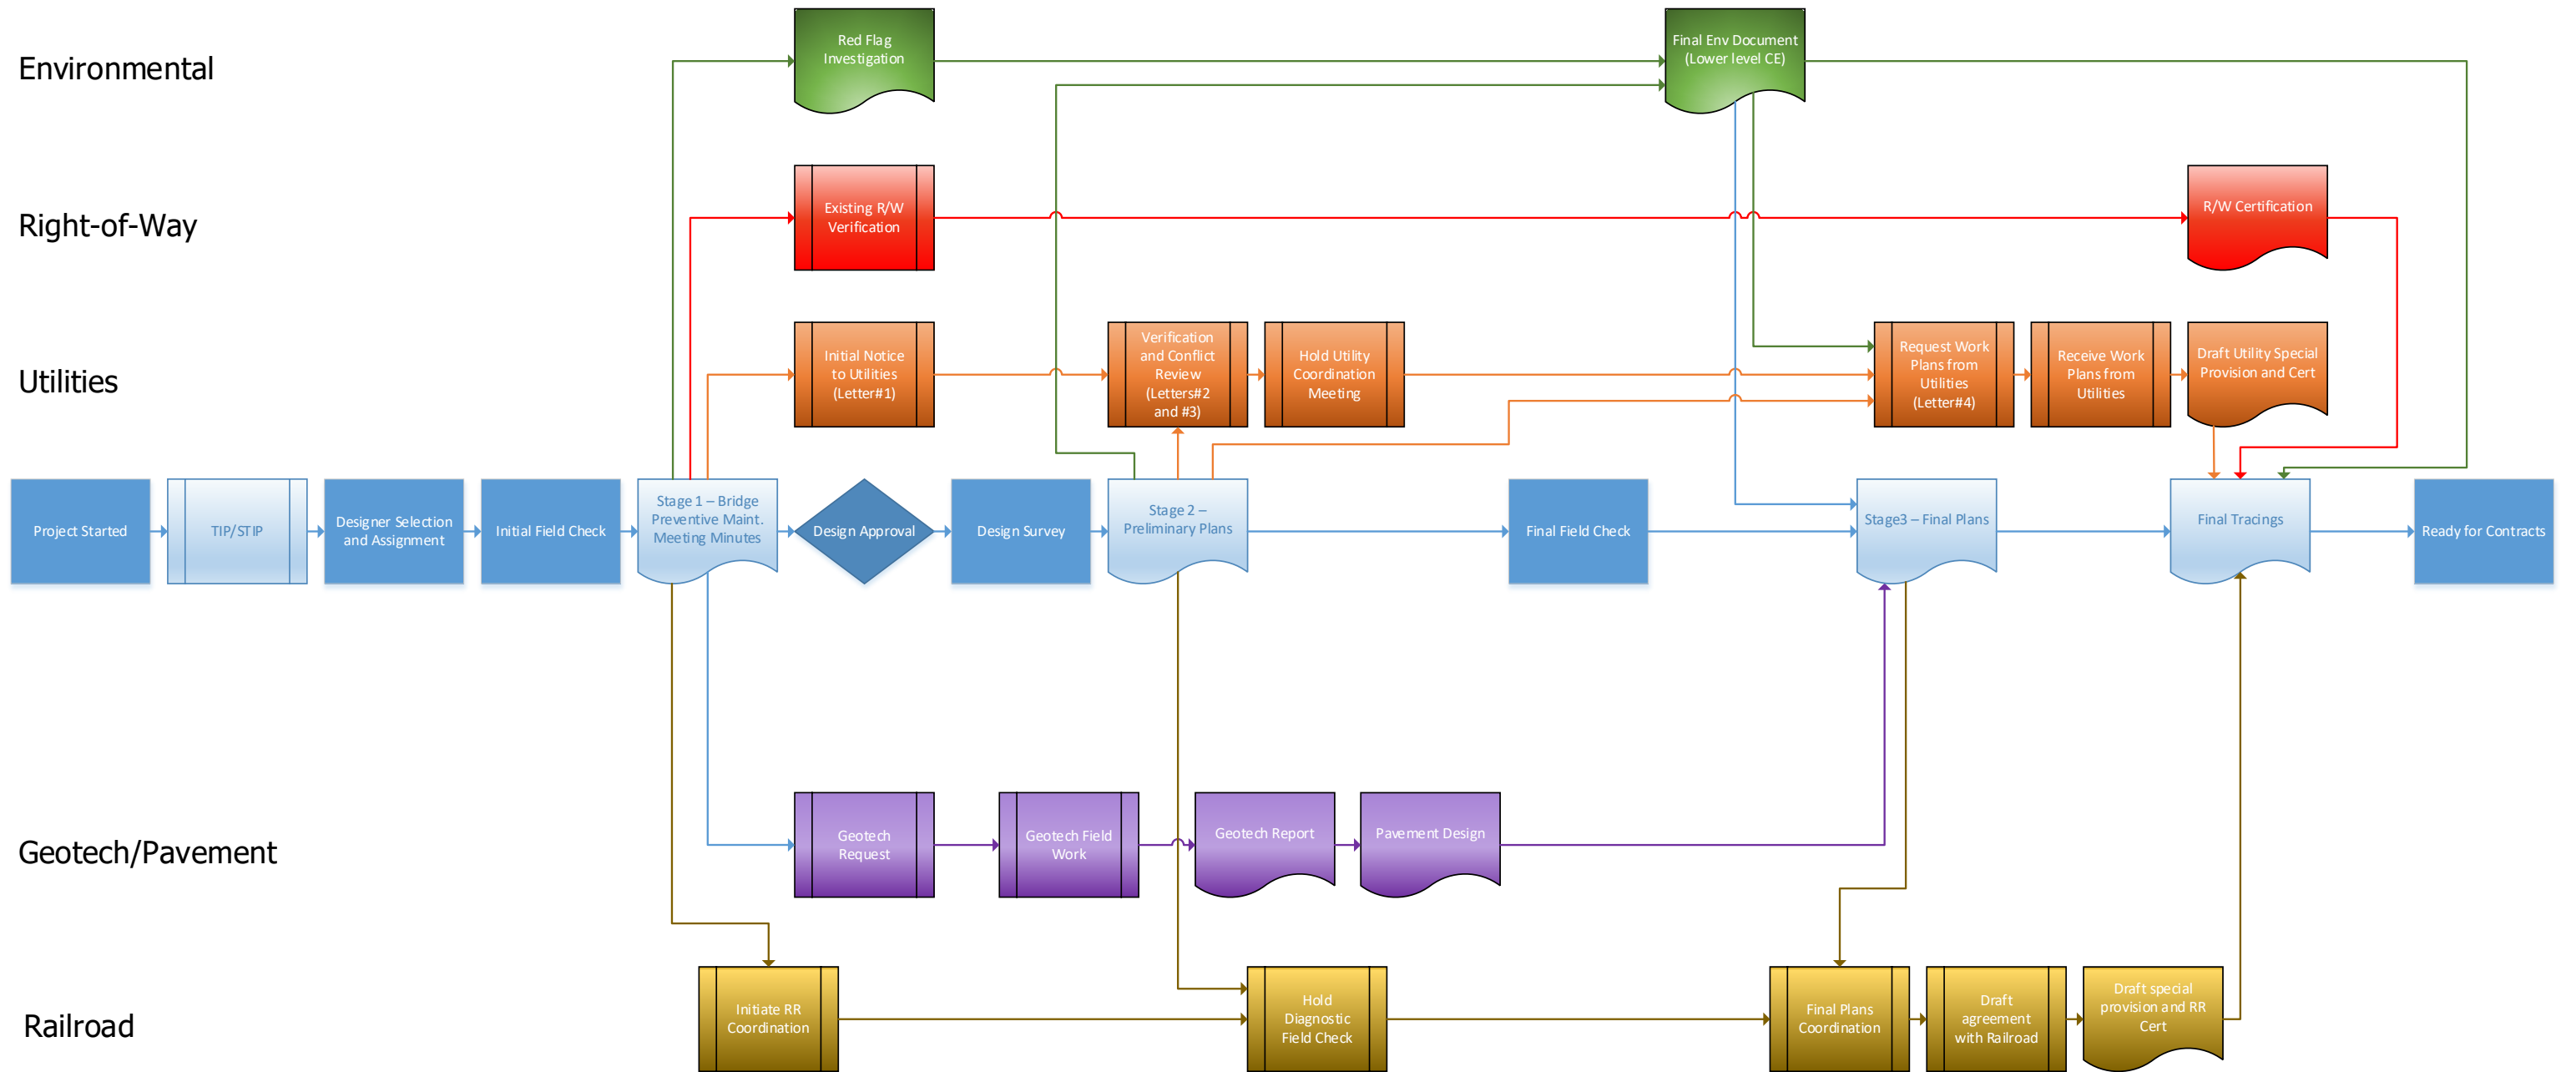 Environmental
Red Flag
Investigation
Final Env Document
(Lower level CE)
Right-of-Way
Existing R/W
Verification
R/W Certification
Utilities
Initial Notice
to Utilities
(Letter#1)
Verification
and Conflict
Review
(Letters#2
and #3)
Hold Utility
Coordination
Meeting
Request Work
Plans from
Utilities
(Letter#4)
Receive Work
Plans from
Utilities
Draft Utility Special
Provision and Cert
Project Started
TIP/STIP
Designer Selection
and Assignment
Initial Field Check
Stage 1 – Bridge
Preventive Maint.
Meeting Minutes
Design Approval
Design Survey
Stage 2 –
Preliminary Plans
Final Field Check
Stage3 – Final Plans
Final Tracings
Ready for Contracts
Geotech/Pavement
Geotech
Request
Geotech Field
Work
Geotech Report
Pavement Design
Railroad
Initiate RR
Coordination
Hold
Diagnostic
Field Check
Final Plans
Coordination
Draft
agreement
with Railroad
Draft special
provision and RR
Cert